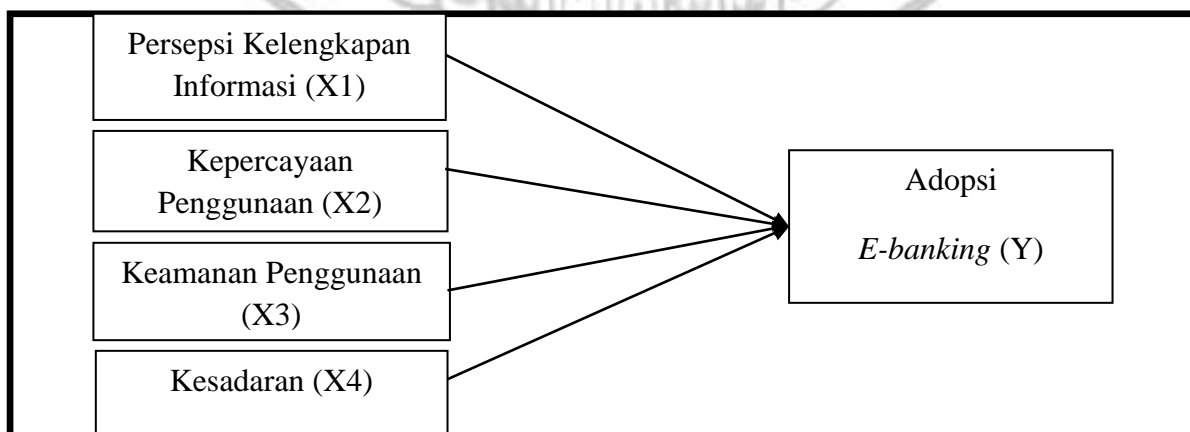 Persepsi Kelengkapan
Informasi (X1)
Kepercayaan
Penggunaan (X2)
Keamanan Penggunaan
(X3)
Kesadaran (X4)
Adopsi
E-banking (Y)